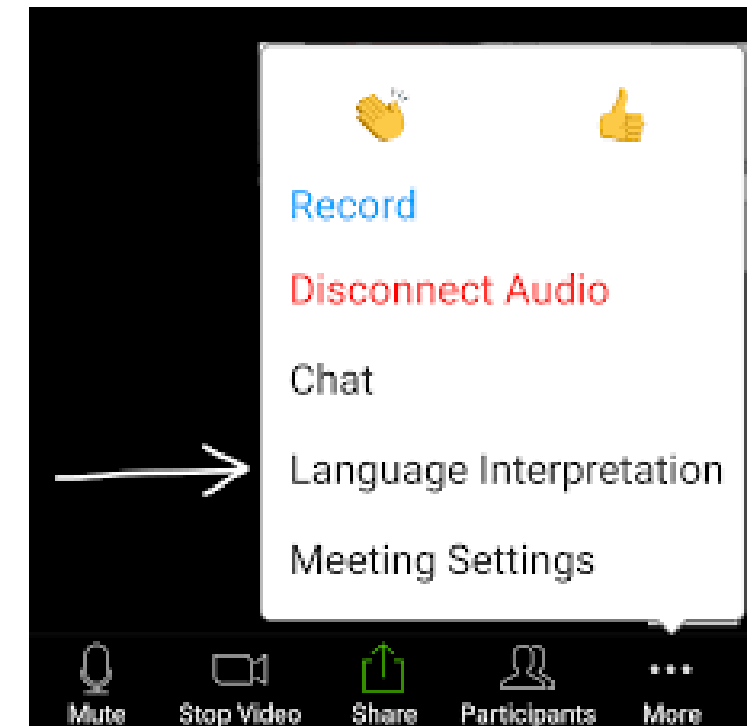 Record
Disconnect Audio
Chat
Language Interpretation
Meeting Settings
Mute Stop Video Share Participants More